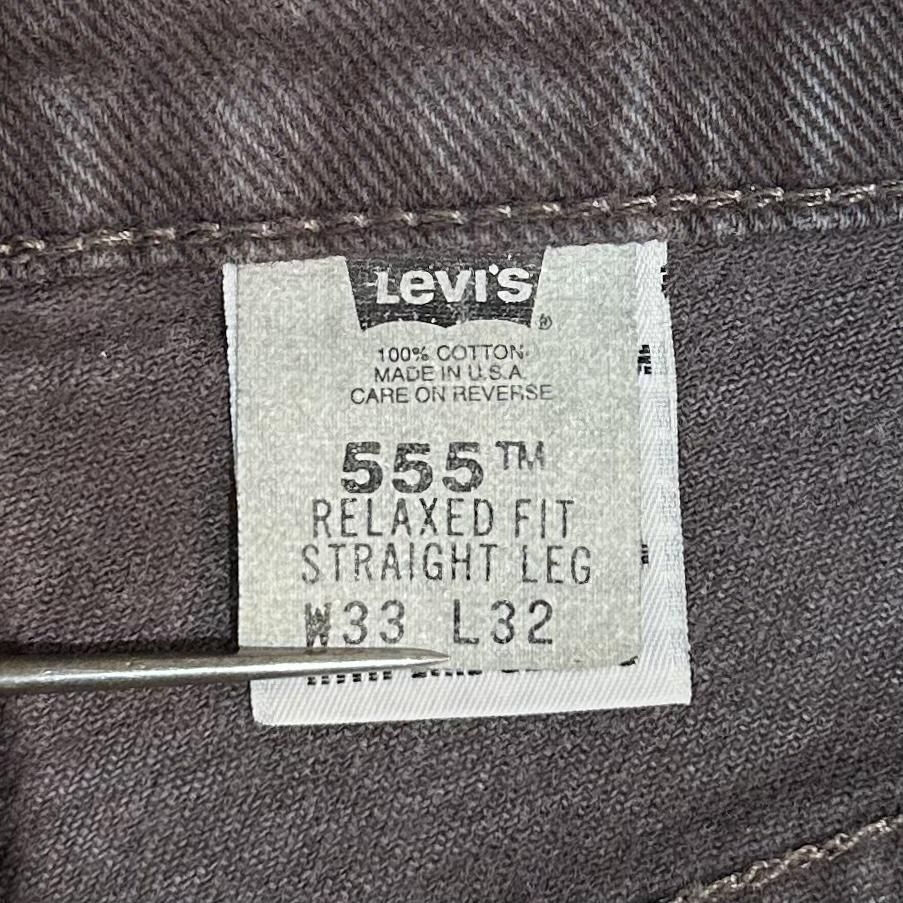 Levi's
®
100% COTTON
MADE IN U.S.A
CARE ON REVERSE
555™
RELAXED FIT
STRAIGHT LEG
W33 L32